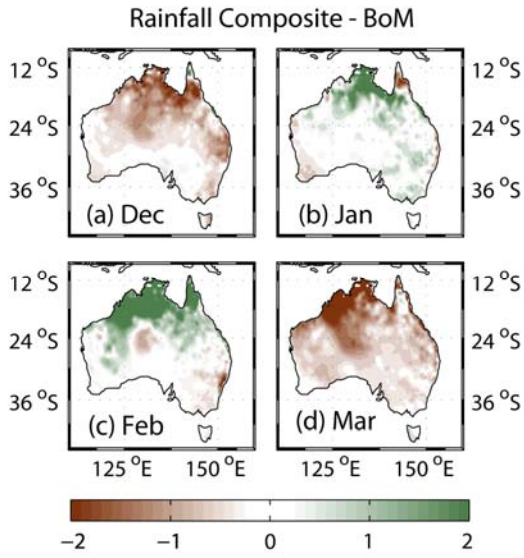 Rainfall Composite - BoM
12 °S
24 °S
36 °S
(a) Dec
(b) Jan
12 °S
24 °S
36 °S
12 °S
24 °S
36 °S
(c) Feb
(d) Mar
12 °S
24 °S
36 °S
125 °E 150 °E 125 °E 150 °E
−2 −1 0 1 2